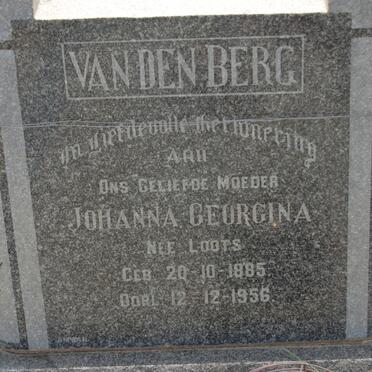 VAN DEN BERG
In liefdevolle herinnering
AAN
ONS GELIEFDE MOEDER
JOHANNA GEORGINA
NEE LOOTS
GEB. 20-10-1885
OORL. 12-12-1956